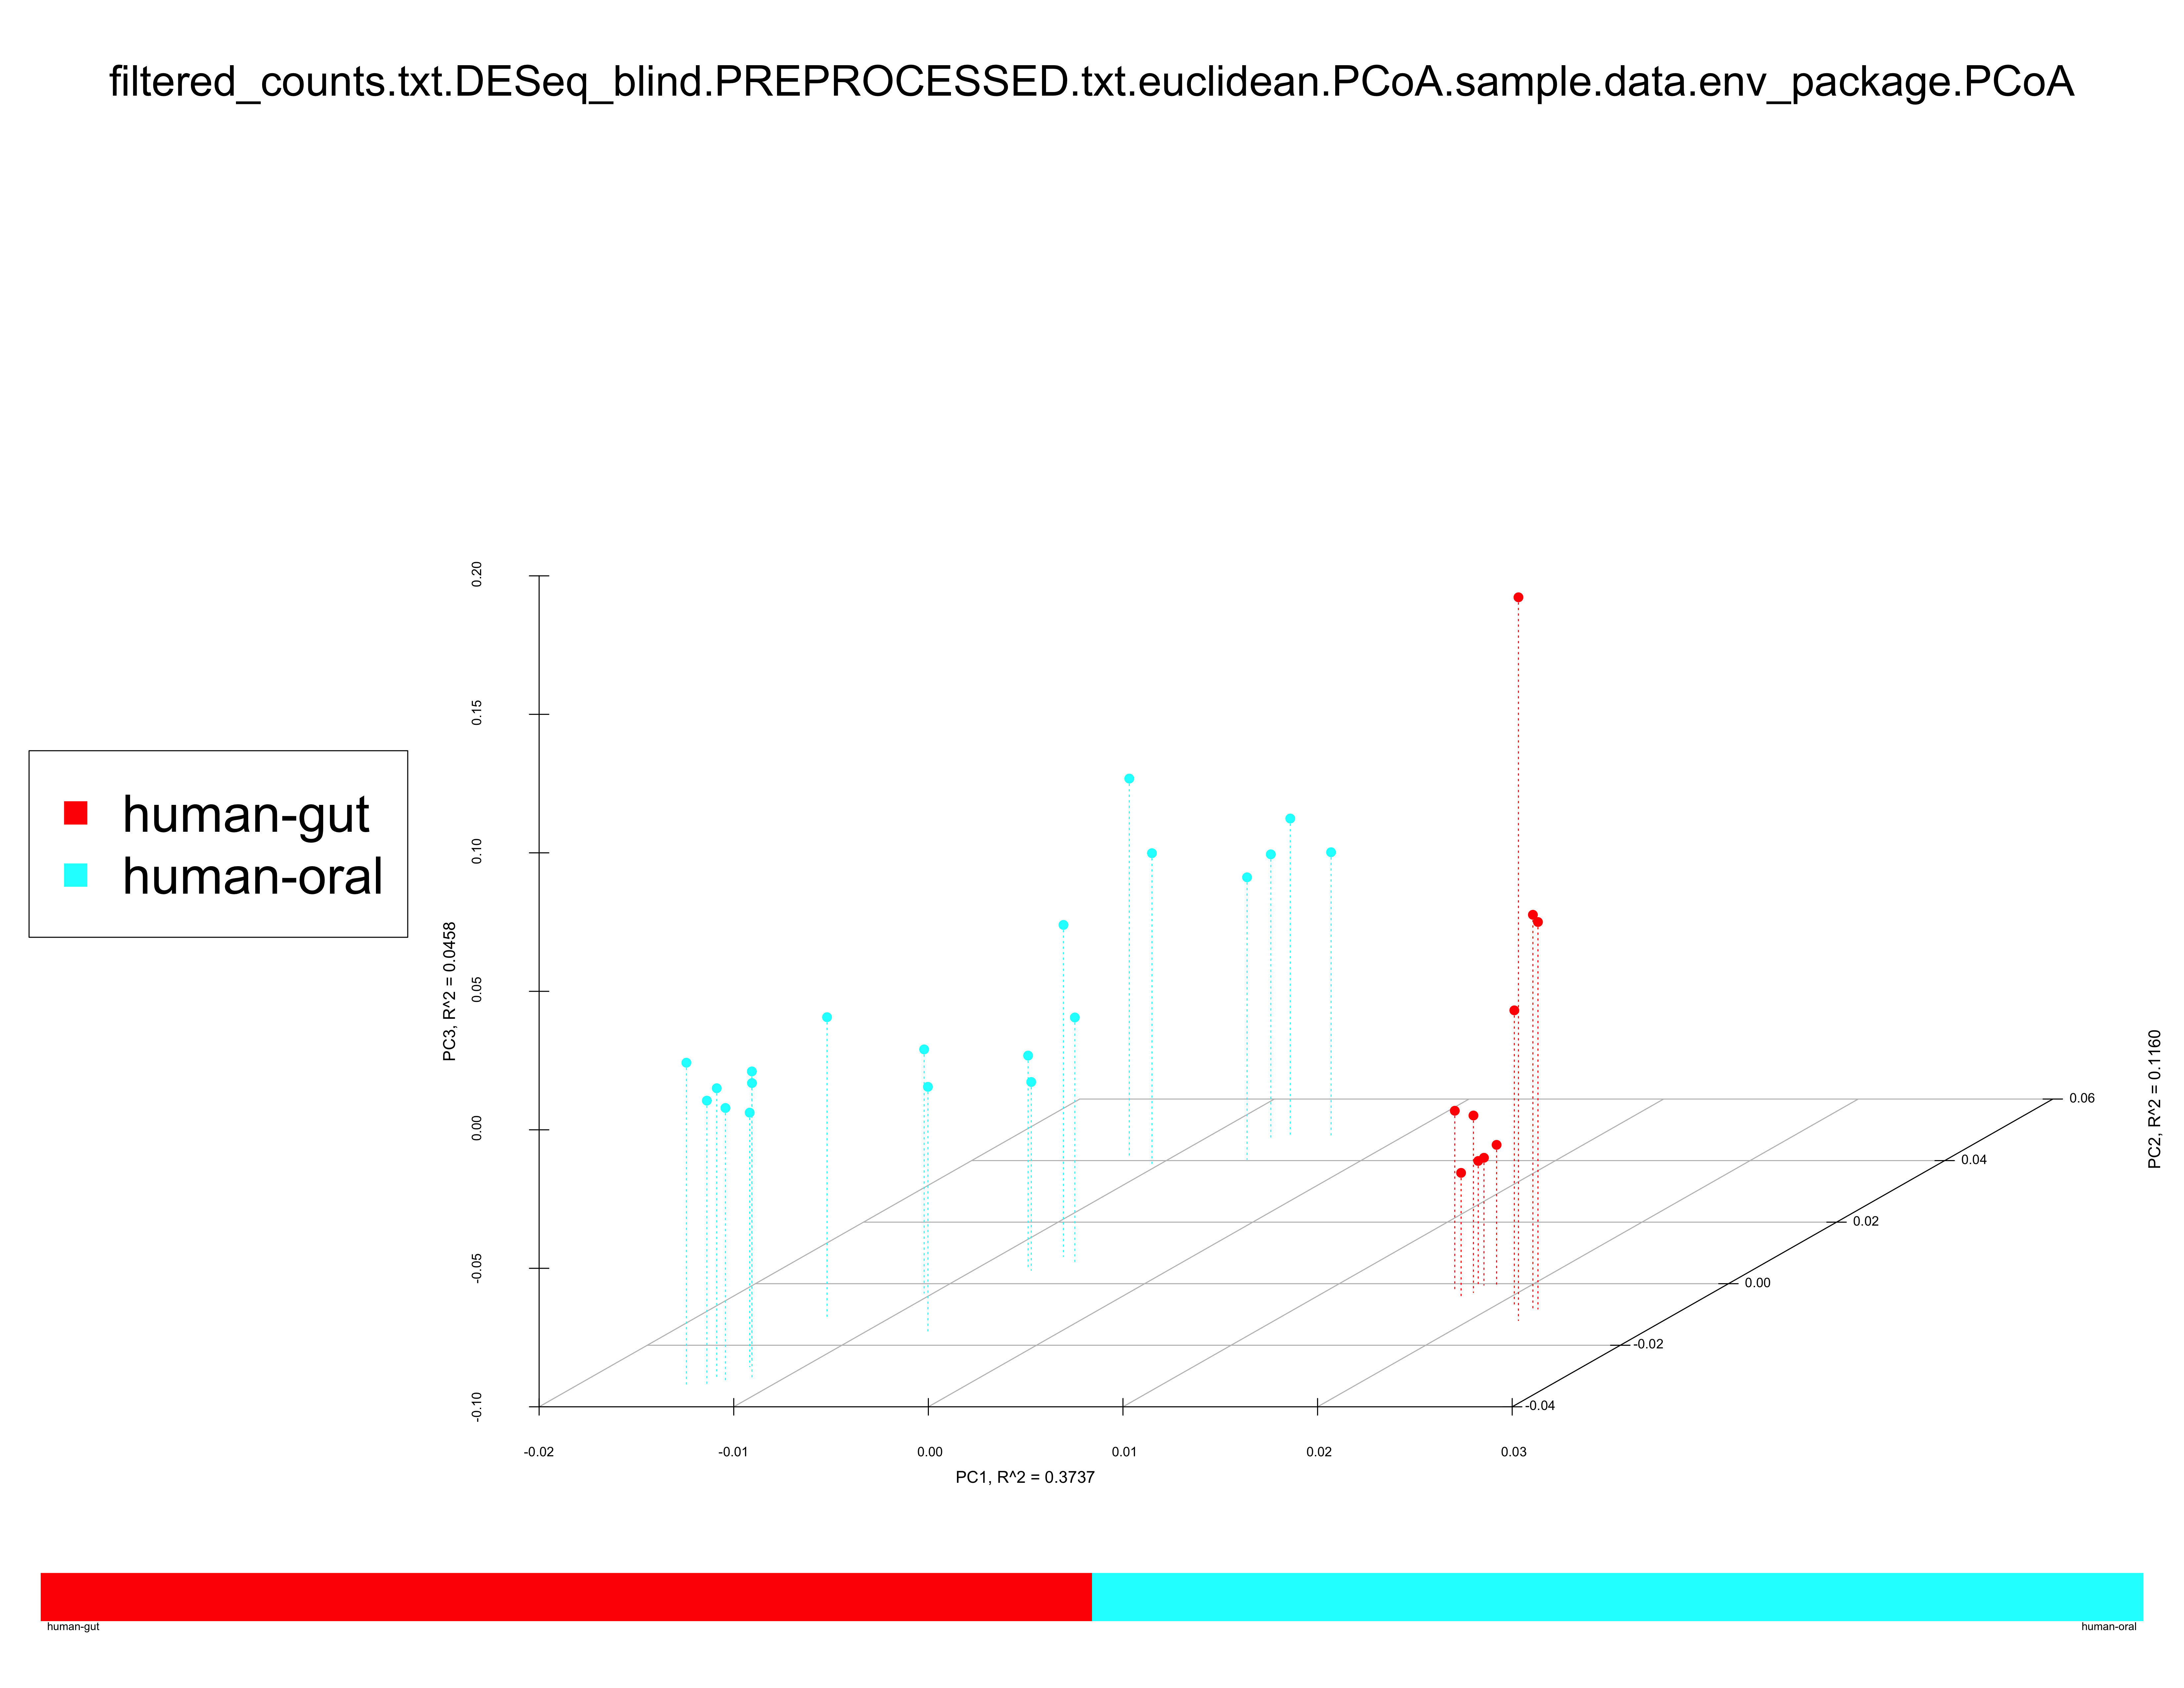 filtered_counts.txt.DESeq_blind.PREPROCESSED.txt.euclidean.PCoA.sample.data.env_package.PCoA
human-gut
human-oral
PC3, R^2 = 0.0458
0.20
0.15
0.10
0.05
0.00
-0.05
-0.10
-0.02
-0.01
0.00
0.01
0.02
0.03
PC1, R^2 = 0.3737
0.06
0.04
0.02
0.00
-0.02
-0.04
PC2, R^2 = 0.1160
human-gut
human-oral